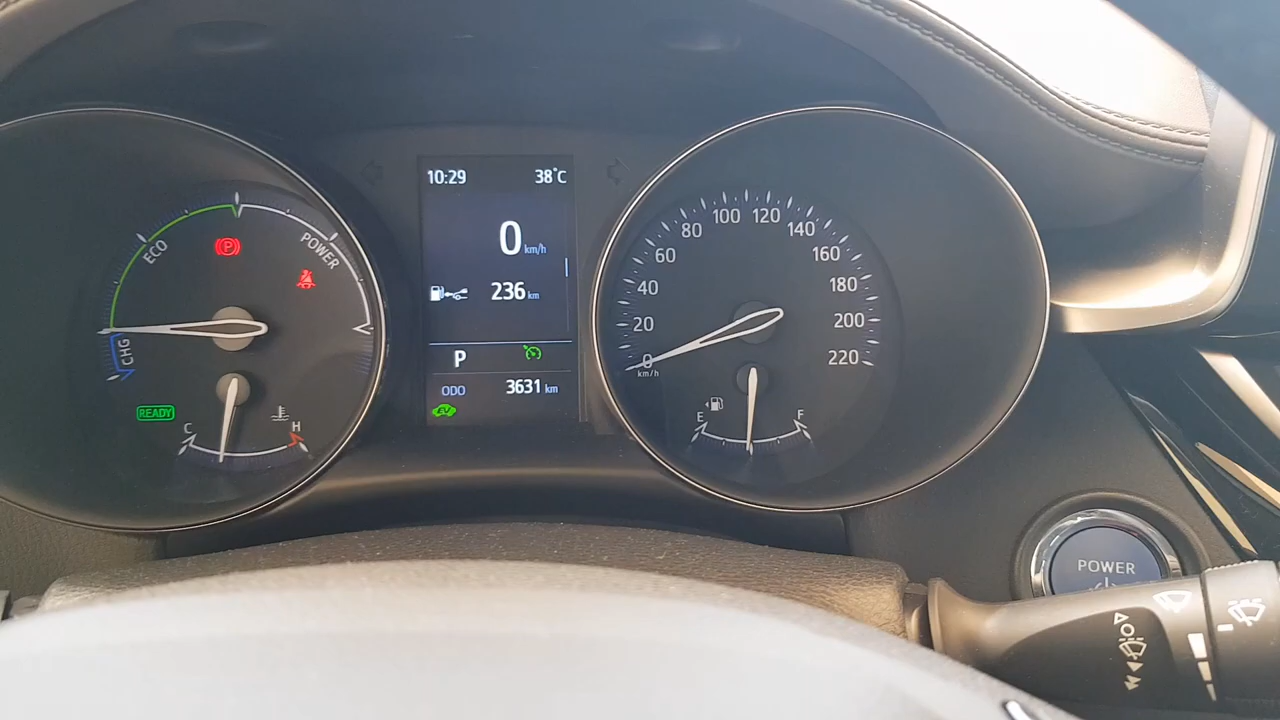 10:29 38°C
0 km/h
236 km
P
ODO 3631 km
EV
ECO
POWER
CHG
(P)
READY
C H
0
20
40
60
80
100
120
140
160
180
200
220
km/h
E F
POWER